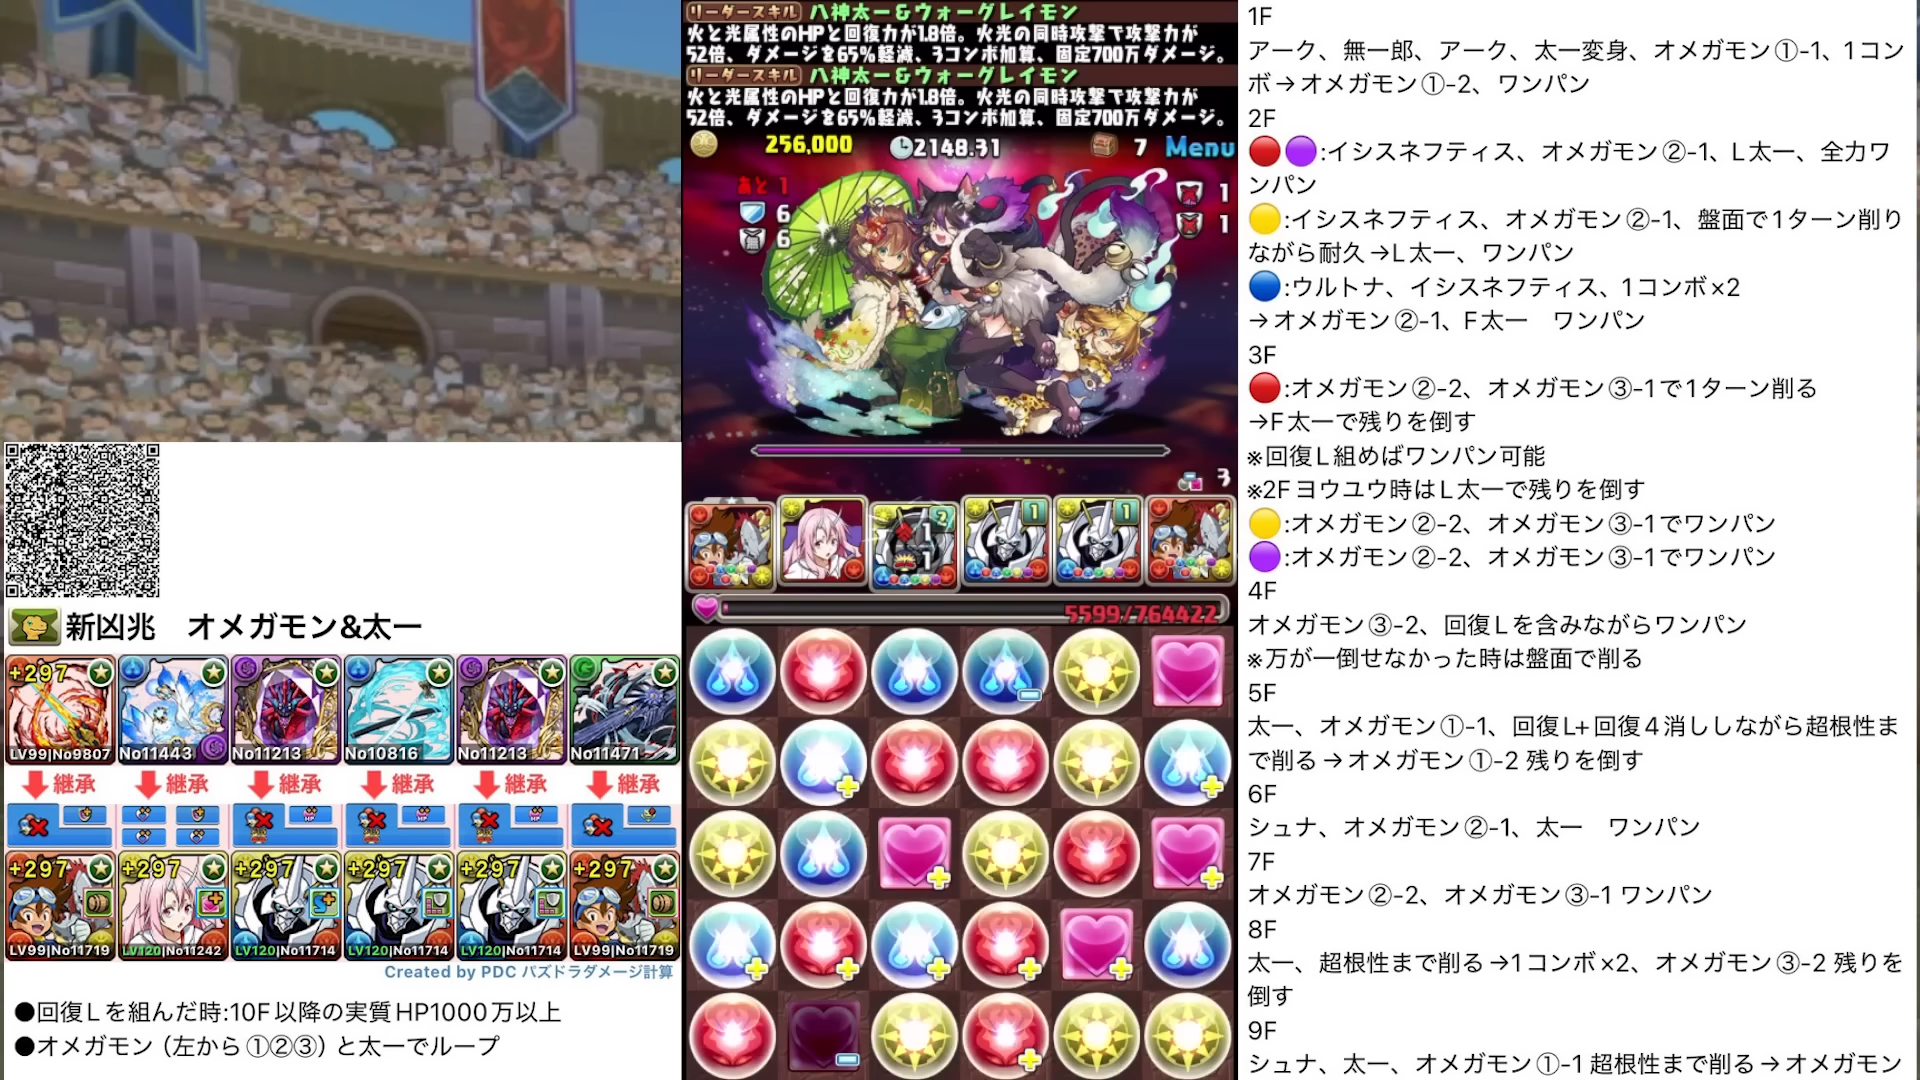 新凶兆　オメガモン&太一
+297
LV99|No9807
No11443
No11213
No10816
No11213
No11471
継承
継承
継承
継承
継承
継承
+297
LV99|No11719
+297
LV120|No11242
+297
LV120|No11714
+297
LV120|No11714
+297
LV120|No11714
+297
LV99|No11719
Created by PDC パズドラダメージ計算
●回復Lを組んだ時:10F以降の実質HP1000万以上
●オメガモン（左から①②③）と太一でループ
リーダースキル 八神太一＆ウォーグレイモン
火と光属性のHPと回復力が1.8倍。火光の同時攻撃で攻撃力が
52倍、ダメージを65%軽減、3コンボ加算、固定700万ダメージ。
リーダースキル 八神太一＆ウォーグレイモン
火と光属性のHPと回復力が1.8倍。火光の同時攻撃で攻撃力が
52倍、ダメージを65%軽減、3コンボ加算、固定700万ダメージ。
256,000
2148.31
7
Menu
あと 1
6
6
無
1
1
3
2
1
1
1
1
5599/764422
1F
アーク、無一郎、アーク、太一変身、オメガモン①-1、1コン
ボ→オメガモン①-2、ワンパン
2F
🔴🟣:イシスネフティス、オメガモン②-1、L太一、全力ワ
ンパン
🟡:イシスネフティス、オメガモン②-1、盤面で1ターン削り
ながら耐久→L太一、ワンパン
🔵:ウルトナ、イシスネフティス、1コンボ×2
→オメガモン②-1、F太一　ワンパン
3F
🔴:オメガモン②-2、オメガモン③-1で1ターン削る
→F太一で残りを倒す
※回復L組めばワンパン可能
※2Fヨウユウ時はL太一で残りを倒す
🟡:オメガモン②-2、オメガモン③-1でワンパン
🟣:オメガモン②-2、オメガモン③-1でワンパン
4F
オメガモン③-2、回復Lを含みながらワンパン
※万が一倒せなかった時は盤面で削る
5F
太一、オメガモン①-1、回復L+回復４消ししながら超根性ま
で削る→オメガモン①-2 残りを倒す
6F
シュナ、オメガモン②-1、太一　ワンパン
7F
オメガモン②-2、オメガモン③-1 ワンパン
8F
太一、超根性まで削る→1コンボ×2、オメガモン③-2 残りを
倒す
9F
シュナ、太一、オメガモン①-1 超根性まで削る→オメガモン